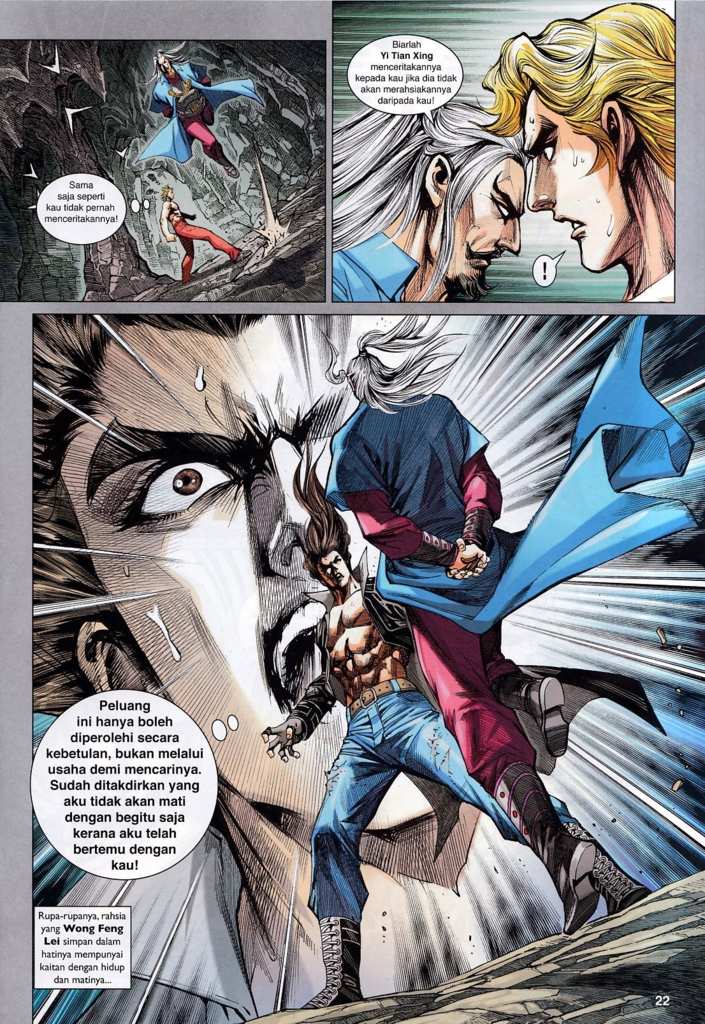 Sama
saja seperti
kau tidak pernah
menceritakannya!
Biarlah
Yi Tian Xing
menceritakannya
kepada kau jika dia tidak
akan merahsiakannya
daripada kau!
!
Peluang
ini hanya boleh
diperolehi secara
kebetulan, bukan melalui
usaha demi mencarinya.
Sudah ditakdirkan yang
aku tidak akan mati
dengan begitu saja
kerana aku telah
bertemu dengan
kau!
Rupa-rupanya, rahsia
yang Wong Feng
Lei simpan dalam
hatinya mempunyai
kaitan dengan hidup
dan matinya...
22